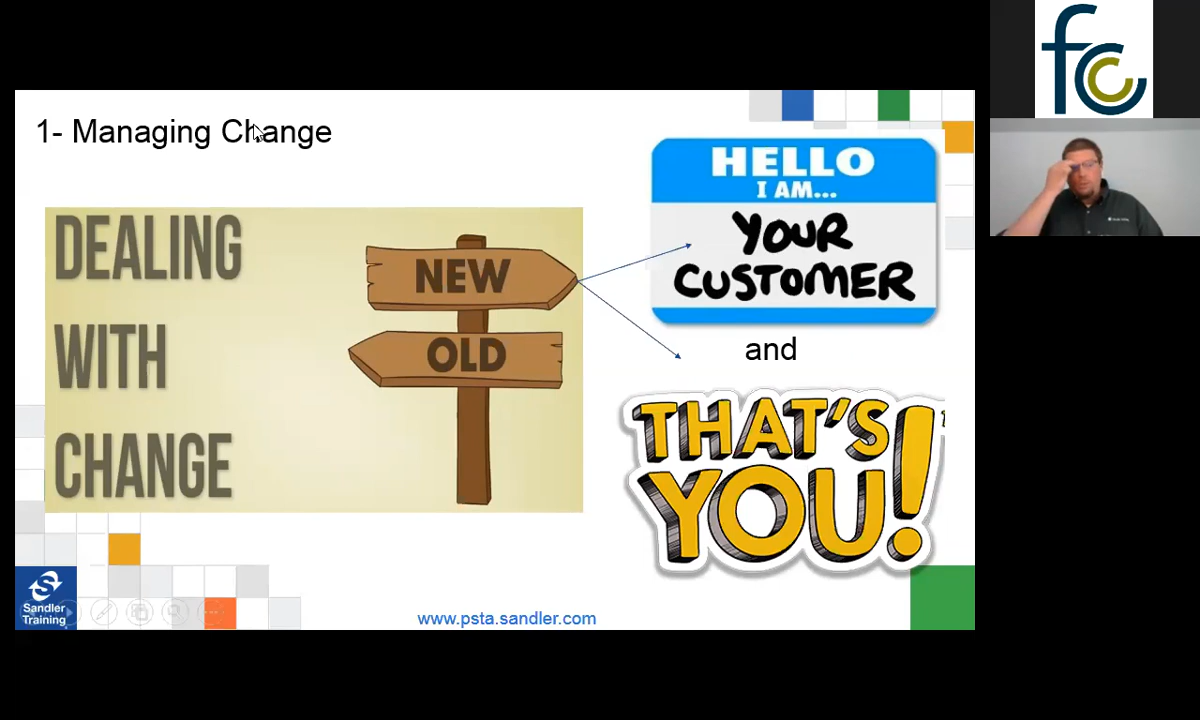 1- Managing Change
DEALING
WITH
CHANGE
NEW
OLD
HELLO
I AM...
YOUR
CUSTOMER
and
THAT'S
YOU!
Sandler
Training
www.psta.sandler.com
fcc